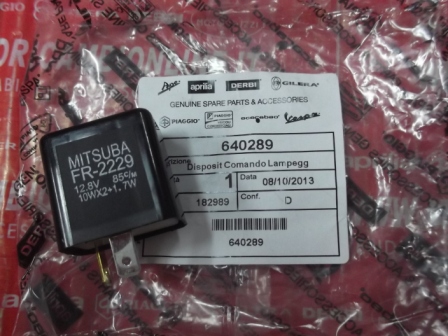 MITSUBA
FR-2229
12.8V 85c/m
10WX2+1.7W
aprilia DERBI GILERA
GENUINE SPARE PARTS & ACCESSORIES
PIAGGIO scarabeo Vespa
640289
rizione
Disposit Comando Lampegg
1 Data 08/10/2013
182989 Conf. D
640289